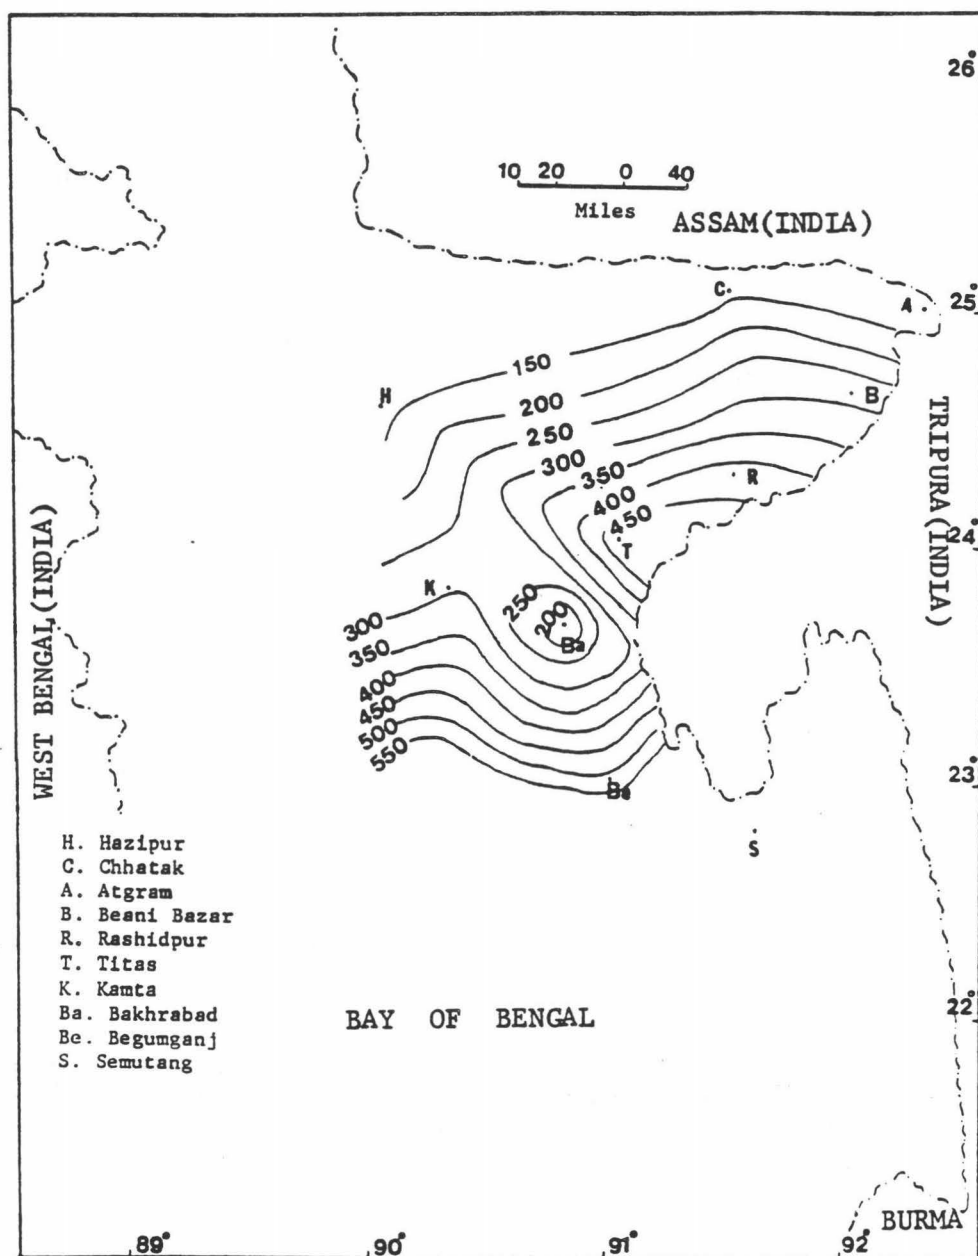 26°
10 20 0 40
Miles
ASSAM(INDIA)
C.
A
25°
150
H
200
B
250
TRIPURA(INDIA)
300
350
R
400
450
WEST BENGAL(INDIA)
24°
T
K
250
200
300
Ba
350
400
450
500
550
23°
Be
S
H. Hazipur
C. Chhatak
A. Atgram
B. Beani Bazar
R. Rashidpur
T. Titas
K. Kamta
Ba. Bakhrabad
Be. Begumganj
S. Semutang
BAY OF BENGAL
22°
BURMA
89° 90° 91° 92°